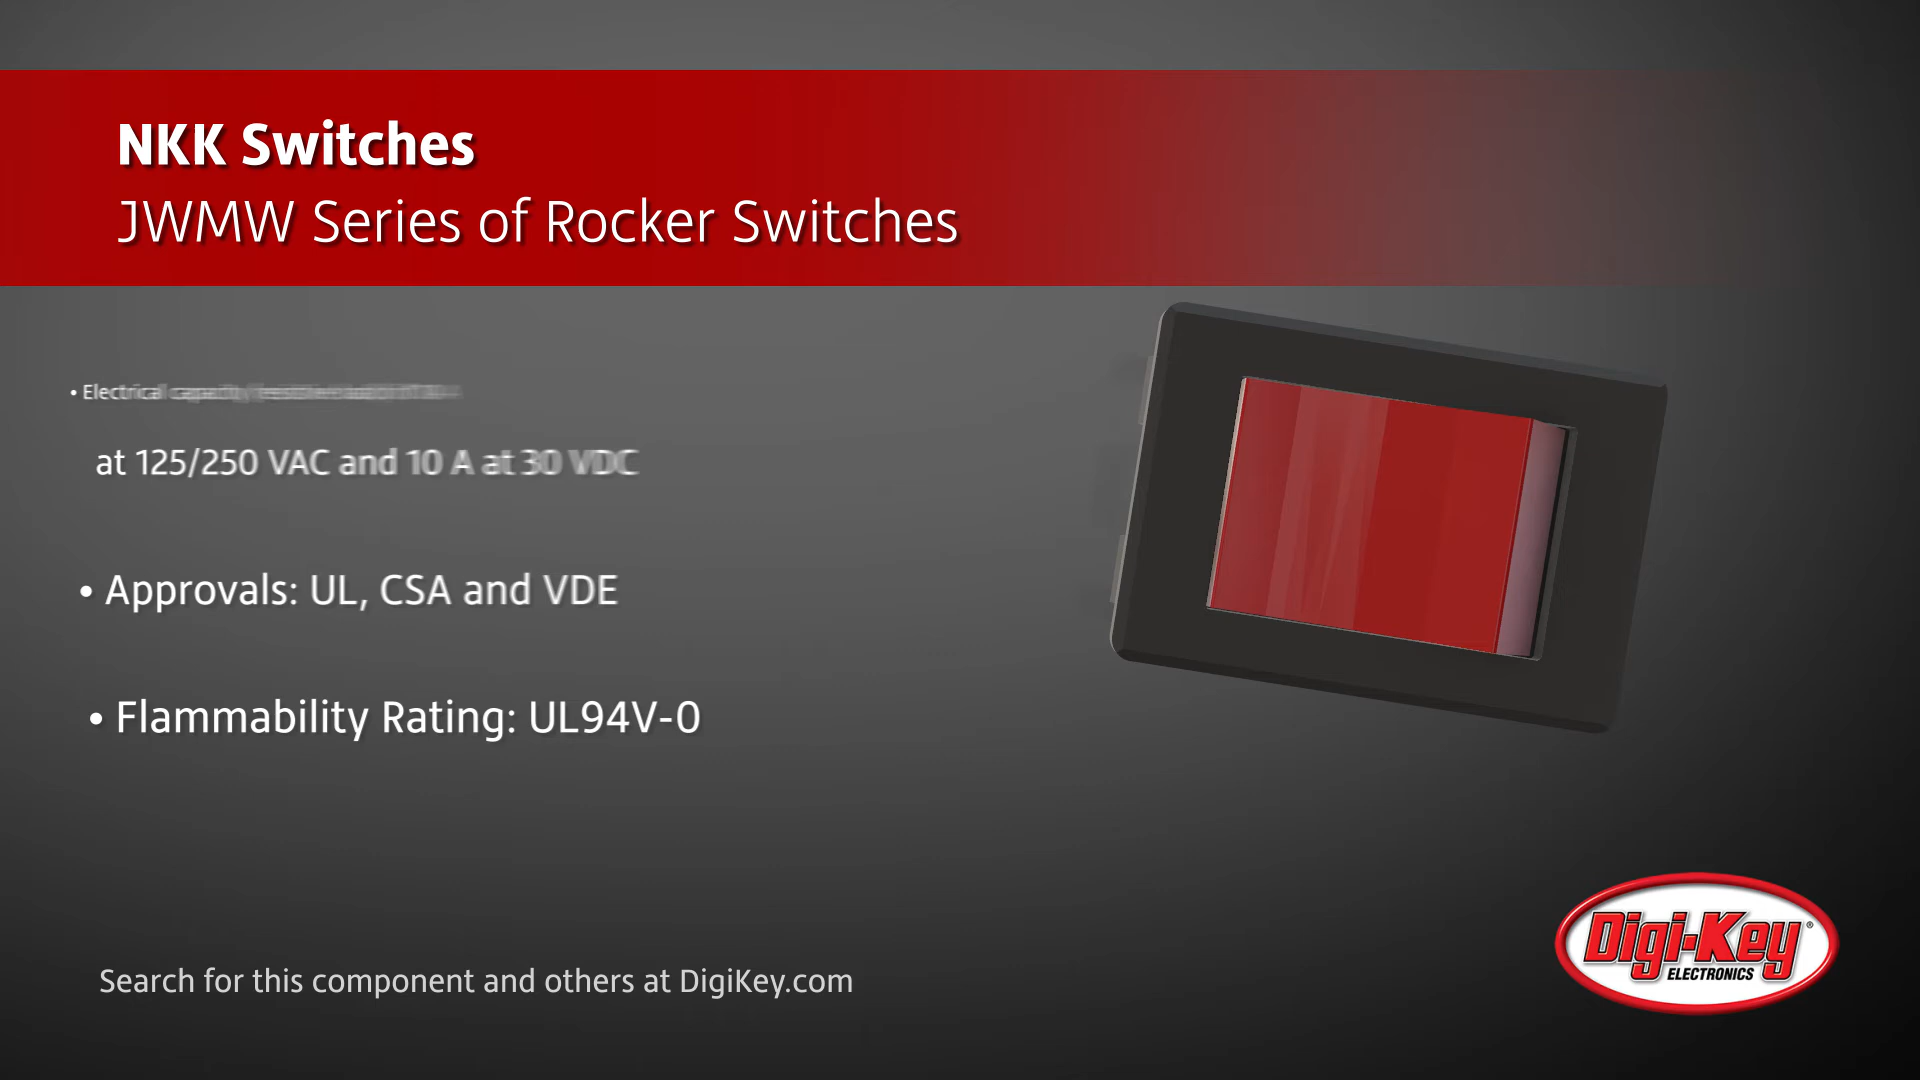 NKK Switches
JWMW Series of Rocker Switches
• Electrical capacity
at 125/250 VAC and 10 A at 30 VDC
• Approvals: UL, CSA and VDE
• Flammability Rating: UL94V-0
Search for this component and others at DigiKey.com
Digi-Key®
ELECTRONICS